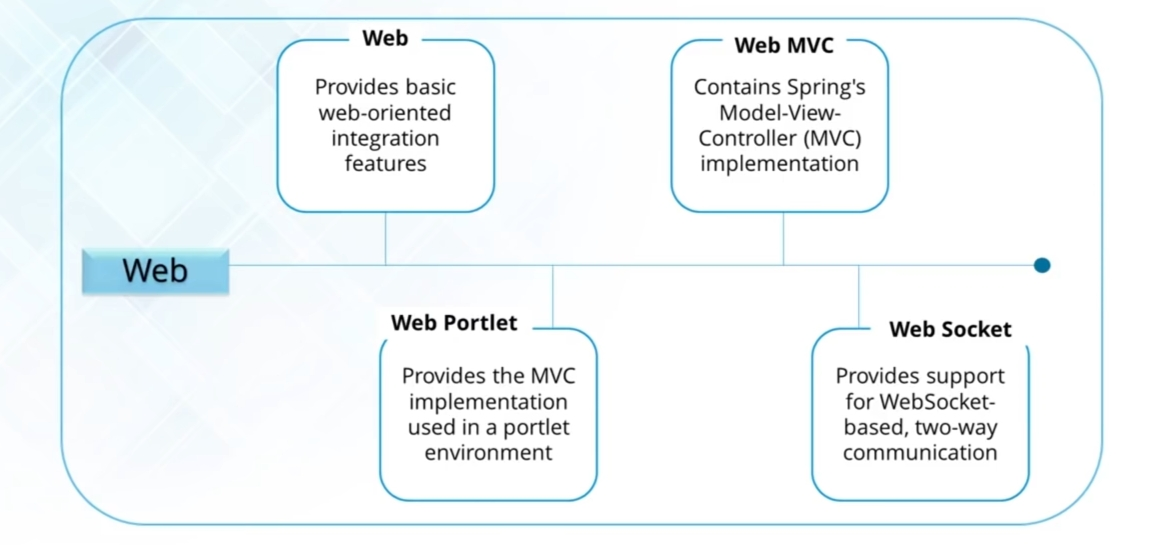 Web
Provides basic
web-oriented
integration
features
Web MVC
Contains Spring's
Model-View-
Controller (MVC)
implementation
Web
Web Portlet
Provides the MVC
implementation
used in a portlet
environment
Web Socket
Provides support
for WebSocket-
based, two-way
communication